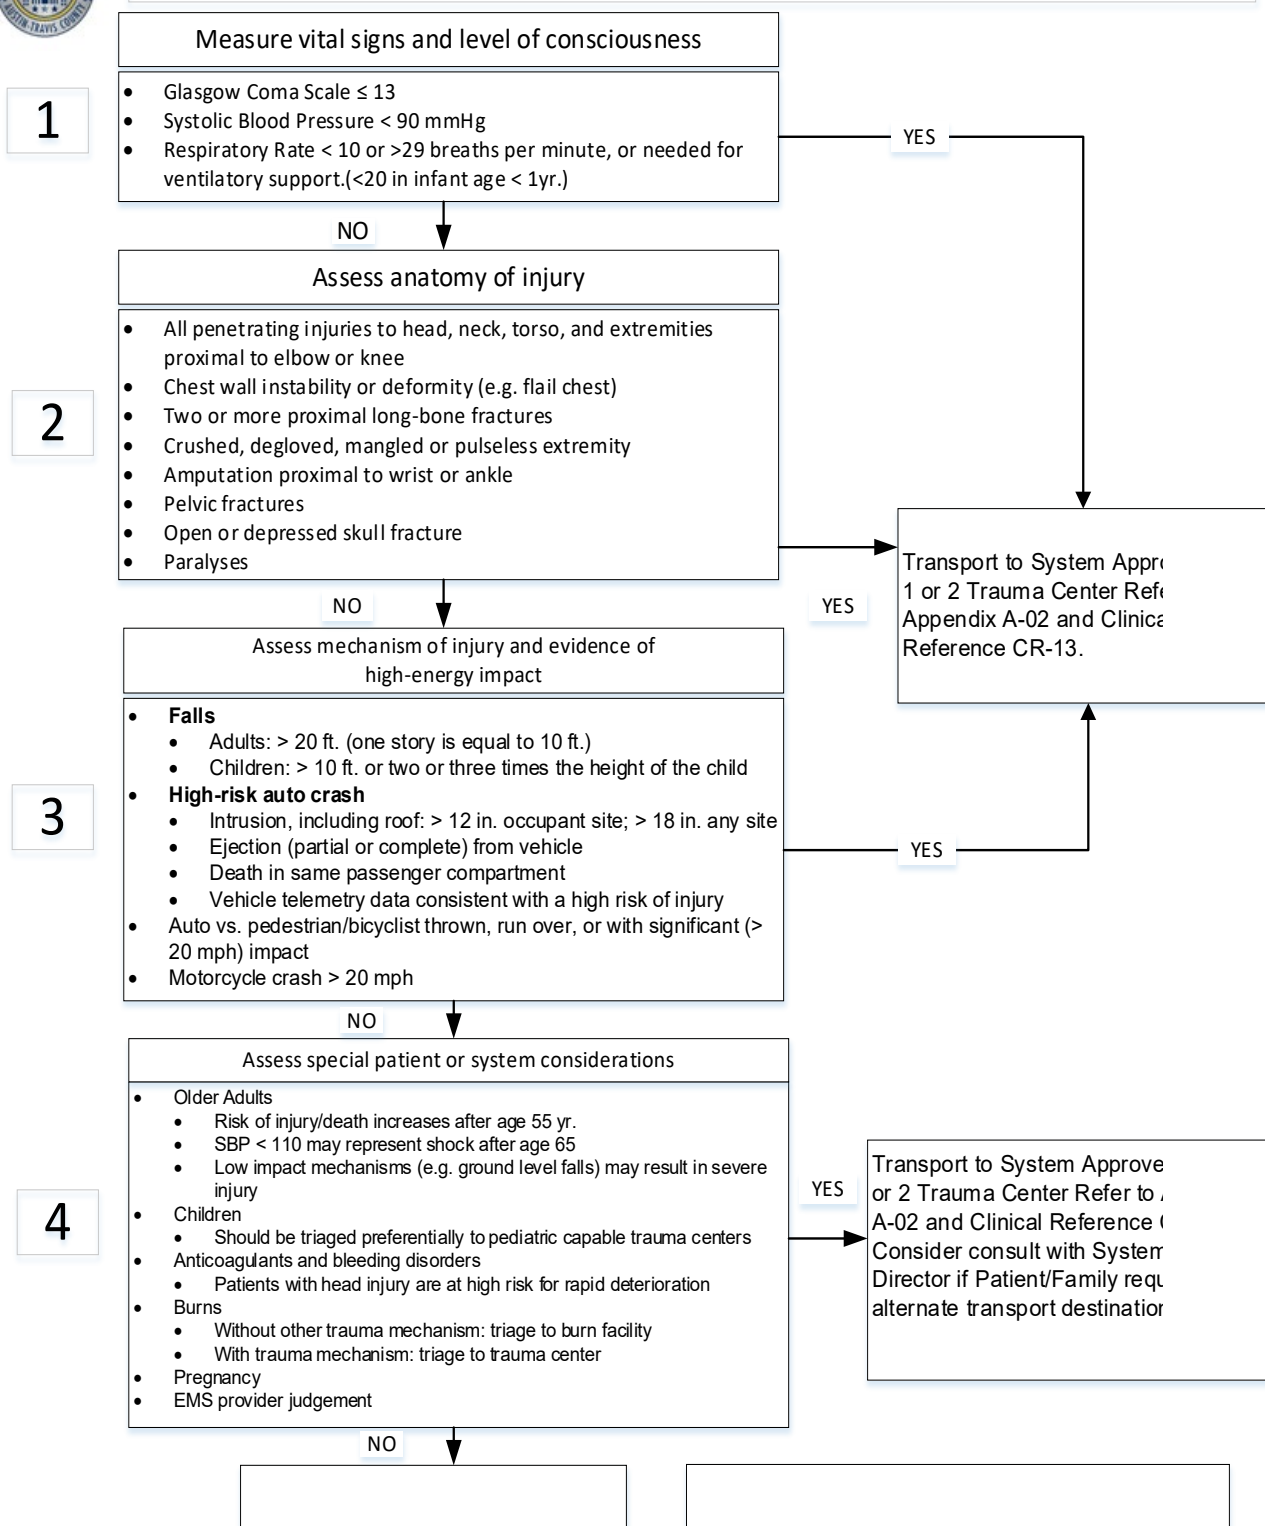 AUSTIN-TRAVIS COUNTY
Measure vital signs and level of consciousness
1
• Glasgow Coma Scale ≤ 13
• Systolic Blood Pressure < 90 mmHg
• Respiratory Rate < 10 or >29 breaths per minute, or needed for
ventilatory support.(<20 in infant age < 1yr.)
YES
NO
Assess anatomy of injury
2
• All penetrating injuries to head, neck, torso, and extremities
proximal to elbow or knee
• Chest wall instability or deformity (e.g. flail chest)
• Two or more proximal long-bone fractures
• Crushed, degloved, mangled or pulseless extremity
• Amputation proximal to wrist or ankle
• Pelvic fractures
• Open or depressed skull fracture
• Paralyses
YES
Transport to System
1 or 2 Trauma Center
Appendix A-02 and
Reference CR-13.
NO
Assess mechanism of injury and evidence of
high-energy impact
3
• Falls
• Adults: > 20 ft. (one story is equal to 10 ft.)
• Children: > 10 ft. or two or three times the height of the child
• High-risk auto crash
• Intrusion, including roof: > 12 in. occupant site; > 18 in. any site
• Ejection (partial or complete) from vehicle
• Death in same passenger compartment
• Vehicle telemetry data consistent with a high risk of injury
• Auto vs. pedestrian/bicyclist thrown, run over, or with significant (>
20 mph) impact
• Motorcycle crash > 20 mph
YES
NO
Assess special patient or system considerations
4
• Older Adults
• Risk of injury/death increases after age 55 yr.
• SBP < 110 may represent shock after age 65
• Low impact mechanisms (e.g. ground level falls) may result in severe
injury
• Children
• Should be triaged preferentially to pediatric capable trauma centers
• Anticoagulants and bleeding disorders
• Patients with head injury are at high risk for rapid deterioration
• Burns
• Without other trauma mechanism: triage to burn facility
• With trauma mechanism: triage to trauma center
• Pregnancy
• EMS provider judgement
YES
Transport to System
or 2 Trauma Center Refer to
A-02 and Clinical Reference
Consider consult with System
Director if Patient/Family
alternate transport
NO